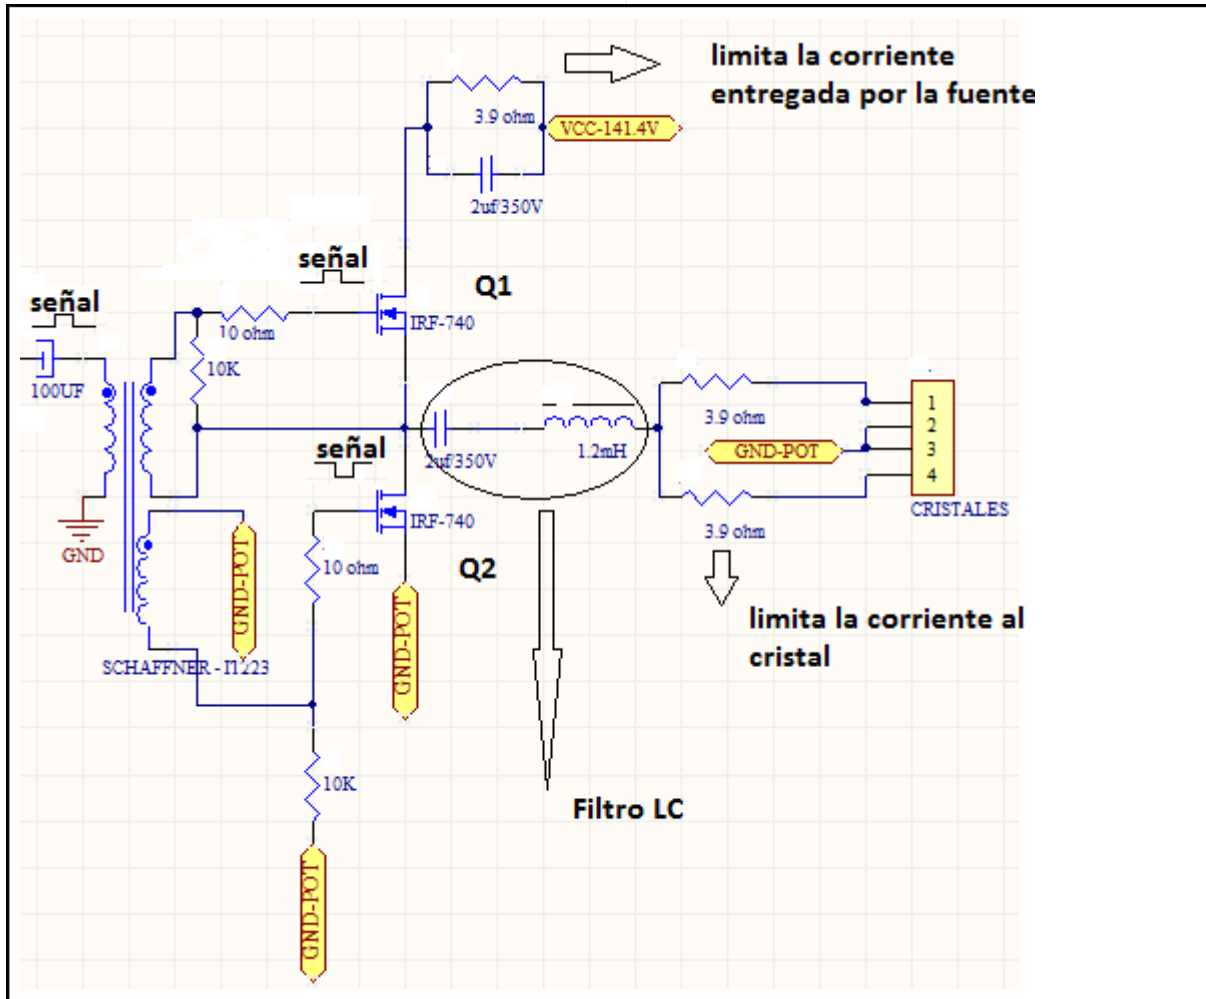 limita la corriente
entregada por la fuente
3.9 ohm
VCC-141.4V
2uf/350V
señal
Q1
señal
10 ohm
IRF-740
10K
100UF
3.9 ohm
1
2
3
4
GND-POT
señal
2uf/350V
1.2mH
CRISTALES
IRF-740
3.9 ohm
GND
GND-POT
10 ohm
Q2
GND-POT
limita la corriente al
cristal
SCHAFFNER - IT223
10K
Filtro LC
GND-POT